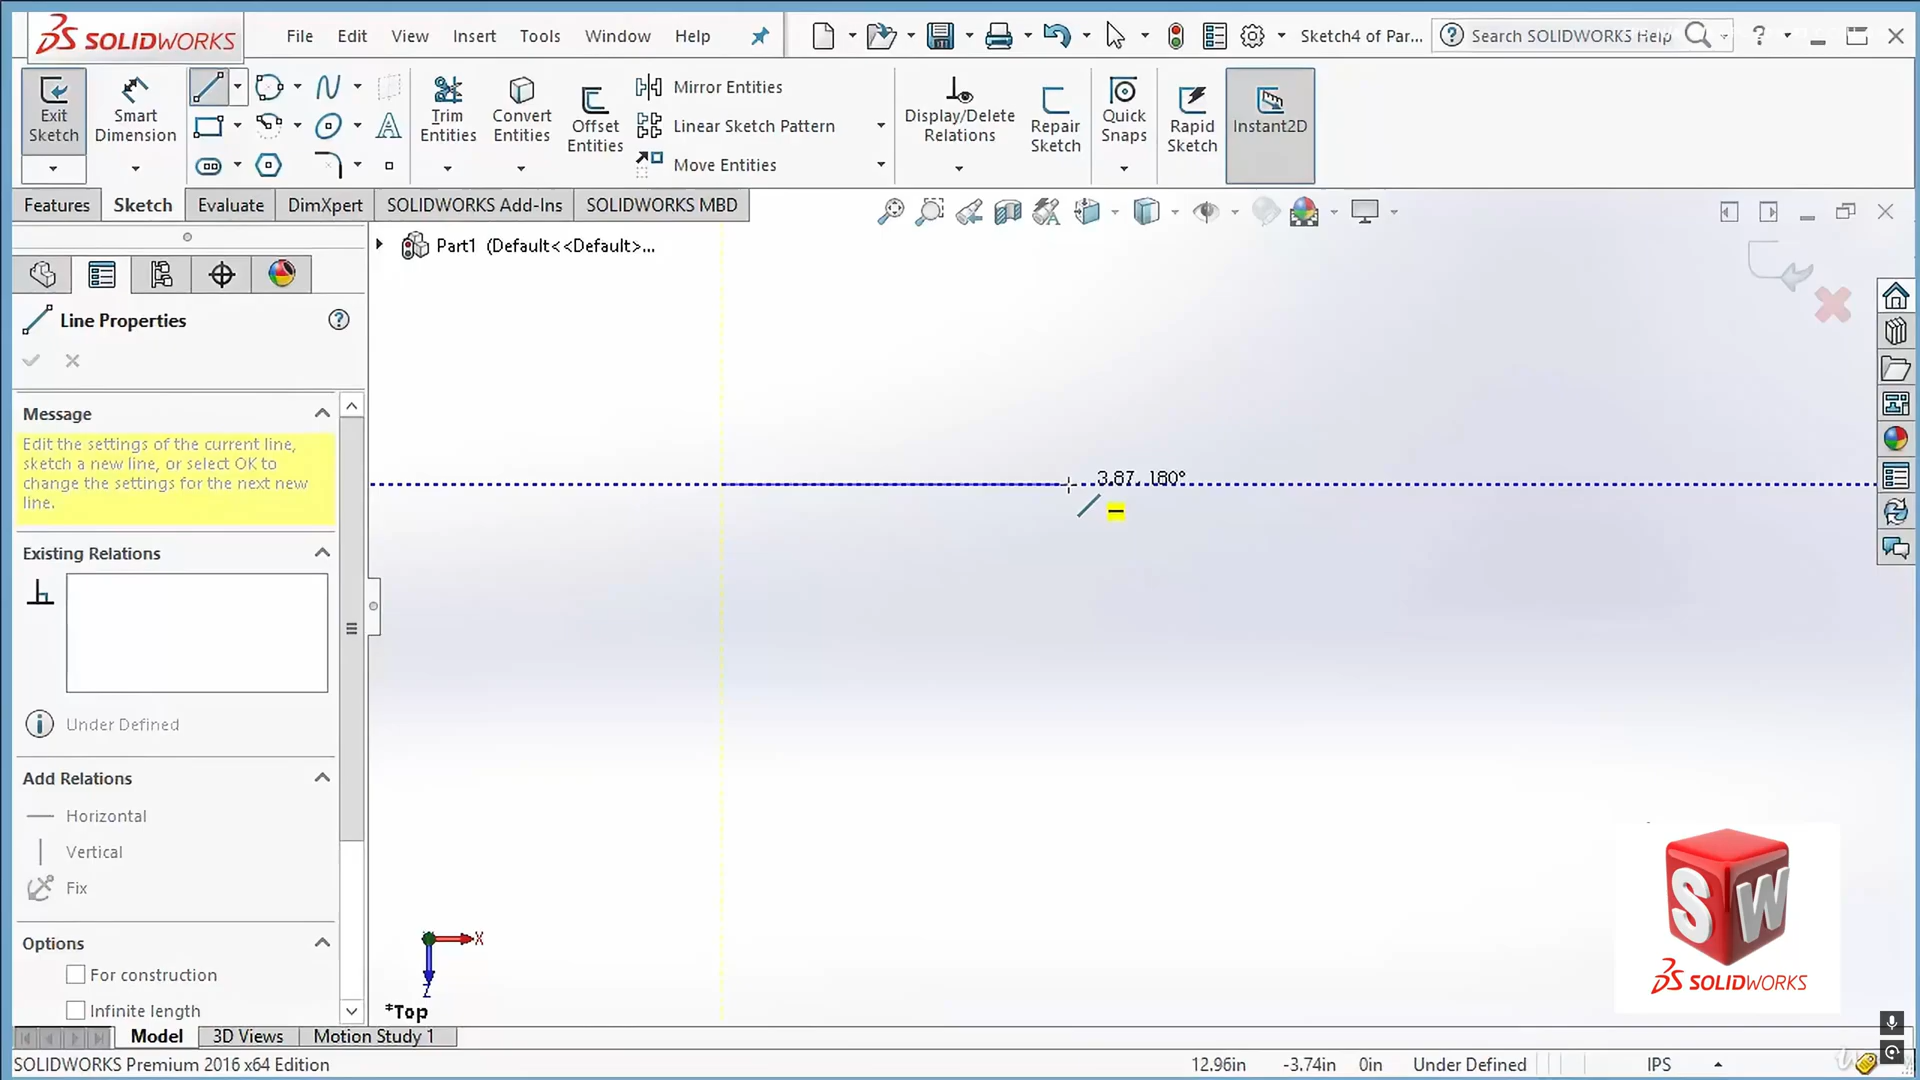 SOLIDWORKS
File Edit View Insert Tools Window Help
Sketch4 of Par...
Search SOLIDWORKS Help
Exit Sketch
Smart Dimension
Trim Entities
Convert Entities
Offset Entities
Mirror Entities
Linear Sketch Pattern
Move Entities
Display/Delete Relations
Repair Sketch
Quick Snaps
Rapid Sketch
Instant2D
Features Sketch Evaluate DimXpert SOLIDWORKS Add-Ins SOLIDWORKS MBD
Part1 (Default<<Default>...
Line Properties
Message
Edit the settings of the current line,
sketch a new line, or select OK to
change the settings for the next new
line.
Existing Relations
Under Defined
Add Relations
Horizontal
Vertical
Fix
Options
For construction
Infinite length
3.87, 180°
X
Z
*Top
SW
SOLIDWORKS
Model 3D Views Motion Study 1
SOLIDWORKS Premium 2016 x64 Edition
12.96in -3.74in 0in Under Defined IPS